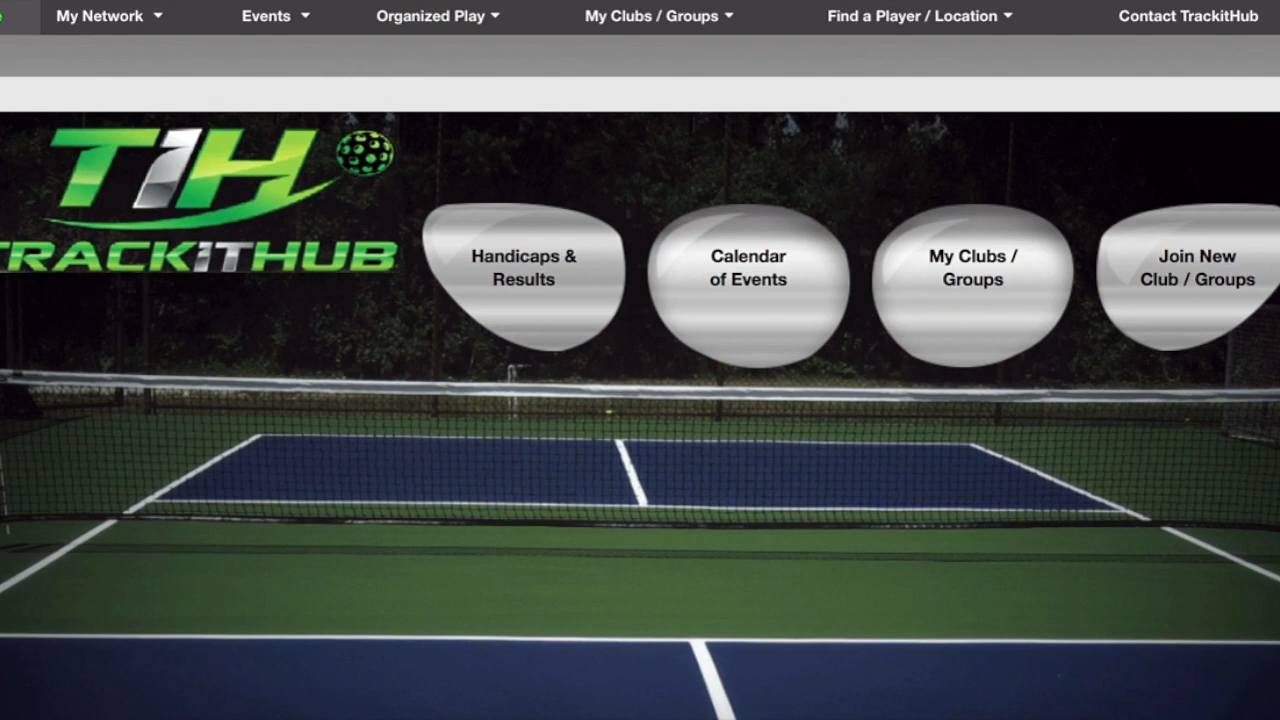 My Network
Events
Organized Play
My Clubs / Groups
Find a Player / Location
Contact TrackitHub
TiH
TRACKiTHUB
Handicaps &
Results
Calendar
of Events
My Clubs /
Groups
Join New
Club / Groups